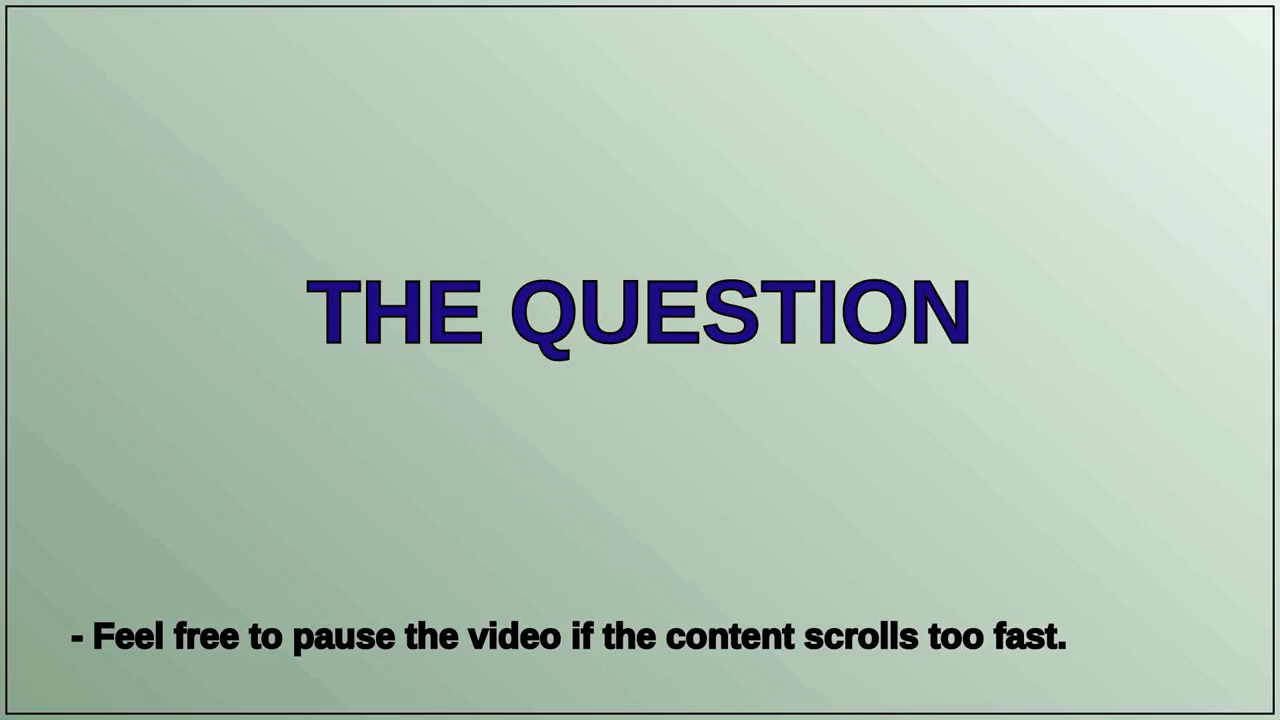 THE QUESTION
- Feel free to pause the video if the content scrolls too fast.